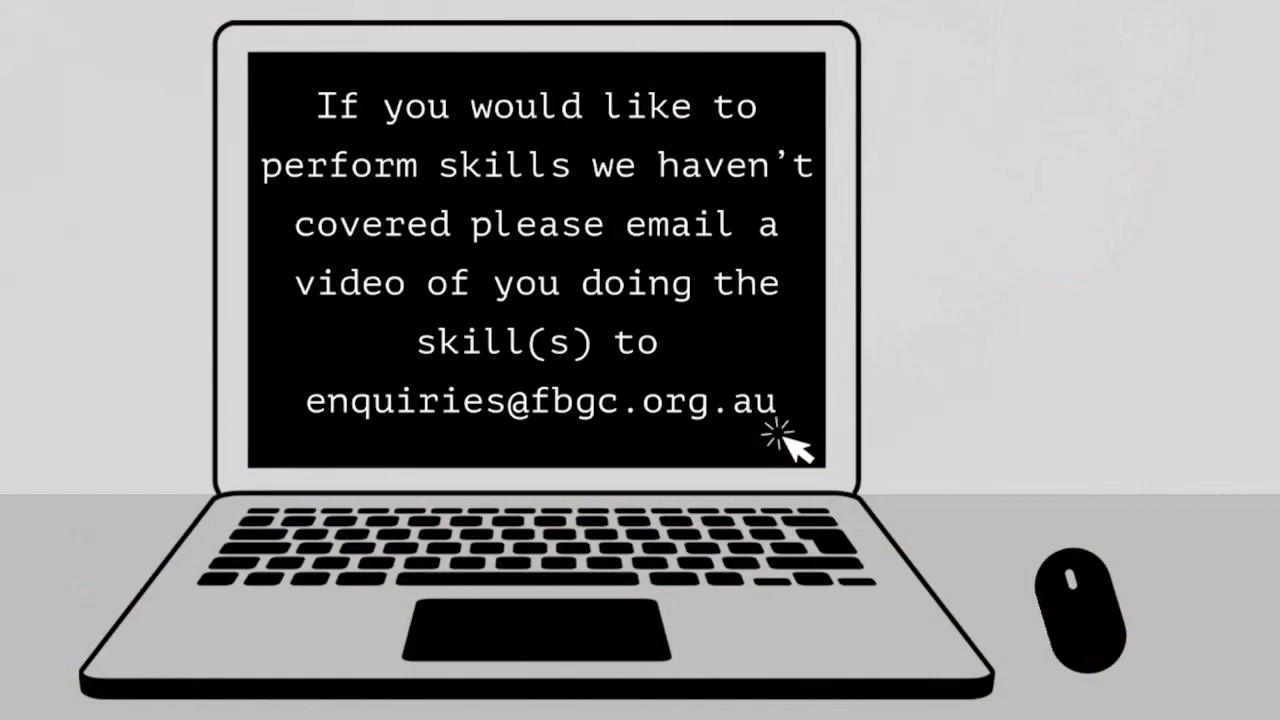 If you would like to
perform skills we haven’t
covered please email a
video of you doing the
skill(s) to
enquiries@fbgc.org.au